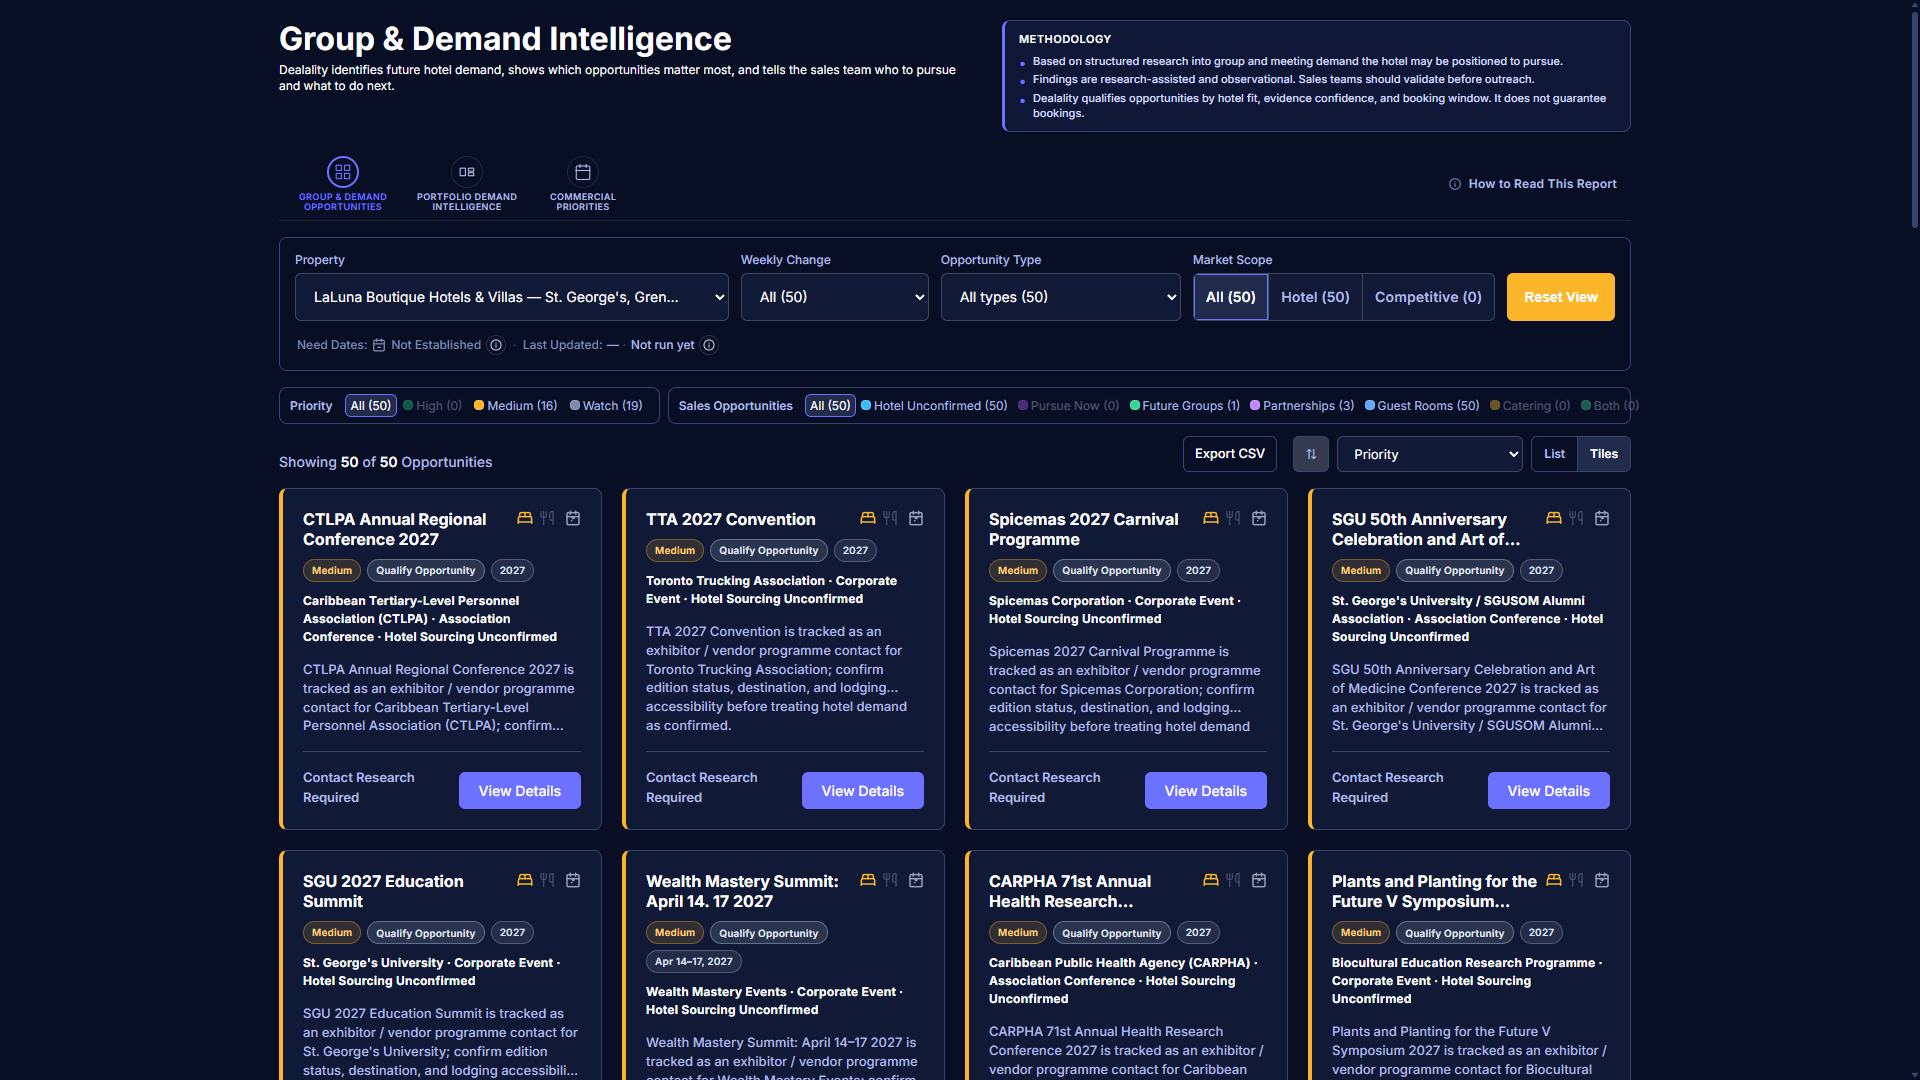 Group & Demand Intelligence
Dealality identifies future hotel demand, shows which opportunities matter most, and tells the sales team who to pursue
and what to do next.
METHODOLOGY
Based on structured research into group and meeting demand the hotel may be positioned to pursue.
Findings are research-assisted and observational. Sales teams should validate before outreach.
Dealality qualifies opportunities by hotel fit, evidence confidence, and booking window. It does not guarantee
bookings.
GROUP & DEMAND
OPPORTUNITIES
PORTFOLIO DEMAND
INTELLIGENCE
COMMERCIAL
PRIORITIES
How to Read This Report
Property
Weekly Change
Opportunity Type
Market Scope
LaLuna Boutique Hotels & Villas — St. George's, Gren...
All (50)
All types (50)
All (50)
Hotel (50)
Competitive (0)
Reset View
Need Dates: Not Established · Last Updated: — · Not run yet
Priority All (50) High (0) Medium (16) Watch (19)
Sales Opportunities All (50) Hotel Unconfirmed (50) Pursue Now (0) Future Groups (1) Partnerships (3) Guest Rooms (50) Catering (0) Both (0)
Showing 50 of 50 Opportunities
Export CSV
Priority
List
Tiles
CTLPA Annual Regional
Conference 2027
Medium
Qualify Opportunity
2027
Caribbean Tertiary-Level Personnel
Association (CTLPA) · Association
Conference · Hotel Sourcing Unconfirmed
CTLPA Annual Regional Conference 2027 is
tracked as an exhibitor / vendor programme
contact for Caribbean Tertiary-Level
Personnel Association (CTLPA); confirm...
Contact Research
Required
View Details
TTA 2027 Convention
Medium
Qualify Opportunity
2027
Toronto Trucking Association · Corporate
Event · Hotel Sourcing Unconfirmed
TTA 2027 Convention is tracked as an
exhibitor / vendor programme contact for
Toronto Trucking Association; confirm
edition status, destination, and lodging...
accessibility before treating hotel demand
as confirmed.
Contact Research
Required
View Details
Spicemas 2027 Carnival
Programme
Medium
Qualify Opportunity
2027
Spicemas Corporation · Corporate Event ·
Hotel Sourcing Unconfirmed
Spicemas 2027 Carnival Programme is
tracked as an exhibitor / vendor programme
contact for Spicemas Corporation; confirm
edition status, destination, and lodging...
accessibility before treating hotel demand
Contact Research
Required
View Details
SGU 50th Anniversary
Celebration and Art of...
Medium
Qualify Opportunity
2027
St. George's University / SGUSOM Alumni
Association · Association Conference · Hotel
Sourcing Unconfirmed
SGU 50th Anniversary Celebration and Art
of Medicine Conference 2027 is tracked as
an exhibitor / vendor programme contact for
St. George's University / SGUSOM Alumni...
Contact Research
Required
View Details
SGU 2027 Education
Summit
Medium
Qualify Opportunity
2027
St. George's University · Corporate Event ·
Hotel Sourcing Unconfirmed
SGU 2027 Education Summit is tracked as
an exhibitor / vendor programme contact for
St. George's University; confirm edition
status, destination, and lodging accessibili...
Wealth Mastery Summit:
April 14. 17 2027
Medium
Qualify Opportunity
Apr 14–17, 2027
Wealth Mastery Events · Corporate Event ·
Hotel Sourcing Unconfirmed
Wealth Mastery Summit: April 14–17 2027 is
tracked as an exhibitor / vendor programme
contact for Wealth Mastery Events; confirm
CARPHA 71st Annual
Health Research...
Medium
Qualify Opportunity
2027
Caribbean Public Health Agency (CARPHA) ·
Association Conference · Hotel Sourcing
Unconfirmed
CARPHA 71st Annual Health Research
Conference 2027 is tracked as an exhibitor /
vendor programme contact for Caribbean
Plants and Planting for the
Future V Symposium...
Medium
Qualify Opportunity
2027
Biocultural Education Research Programme ·
Corporate Event · Hotel Sourcing
Unconfirmed
Plants and Planting for the Future V
Symposium 2027 is tracked as an exhibitor /
vendor programme contact for Biocultural